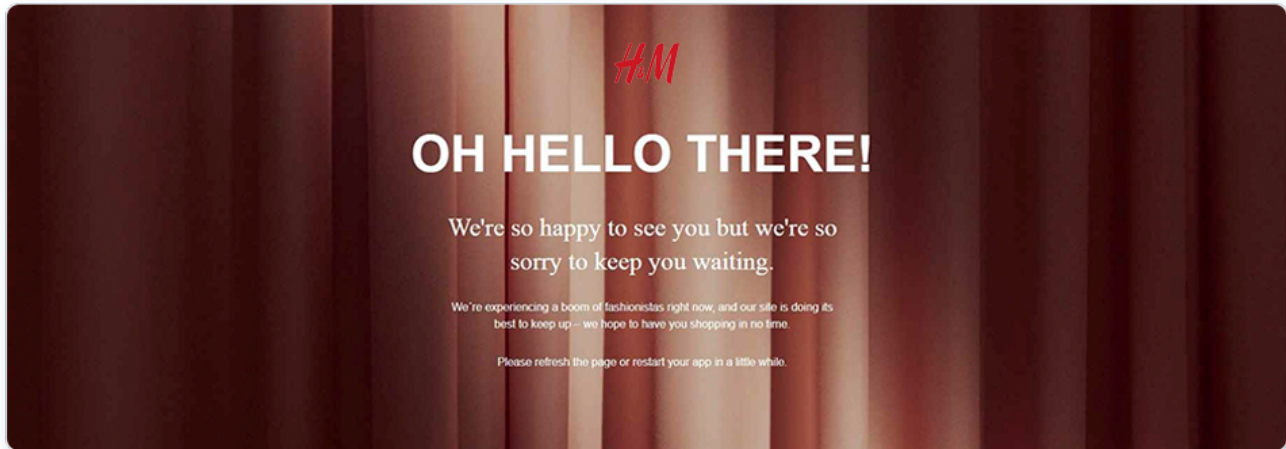 H&M
OH HELLO THERE!
We're so happy to see you but we're so
sorry to keep you waiting.
We're experiencing a boom of fashionistas right now, and our site is doing its
best to keep up – we hope to have you shopping in no time.
Please refresh the page or restart your app in a little while.